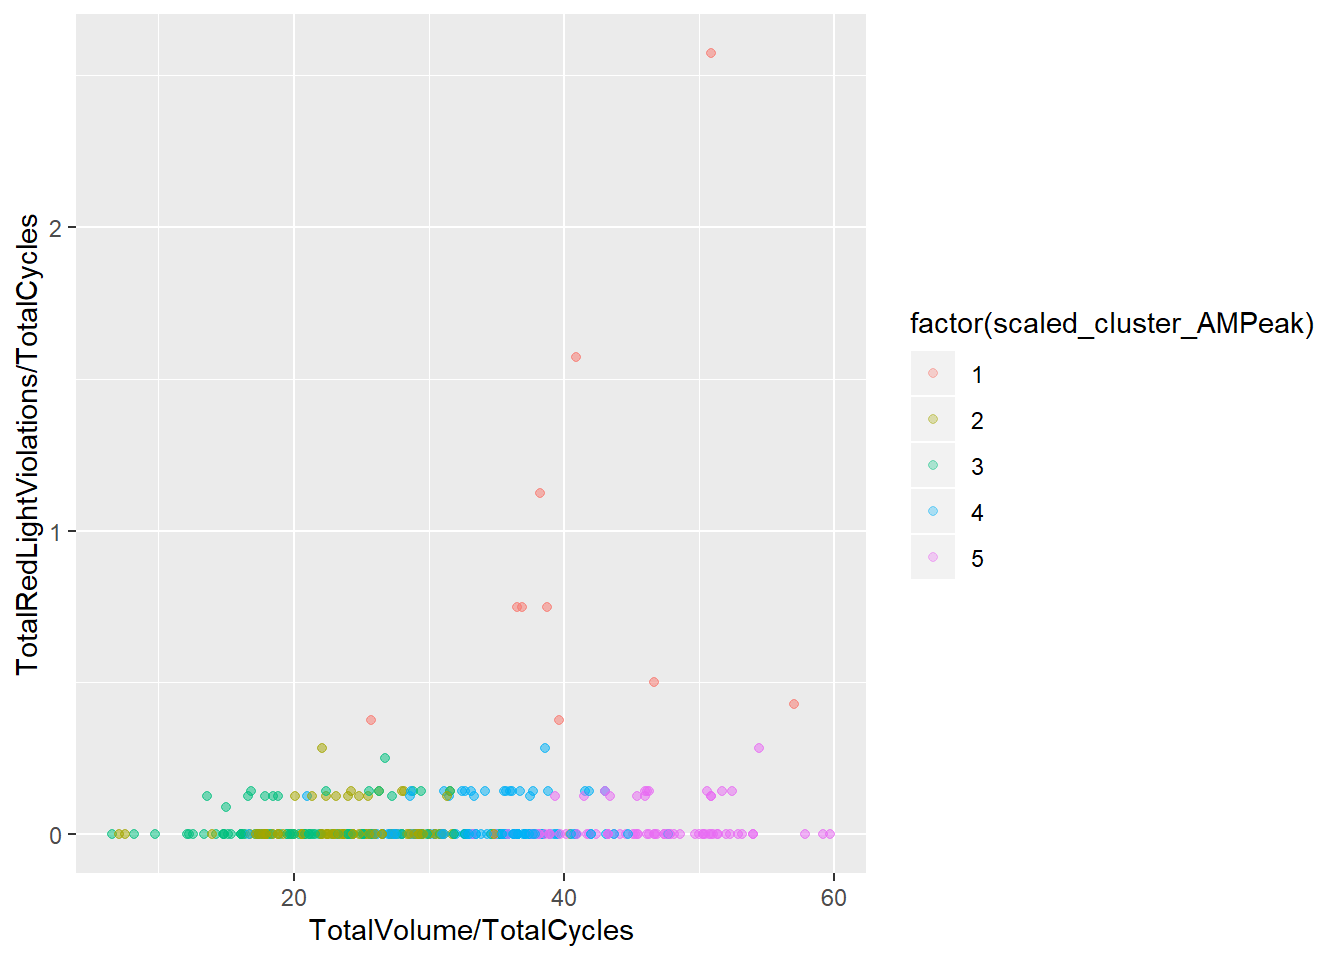 TotalRedLightViolations/TotalCycles
2
1
0
20 40 60
TotalVolume/TotalCycles
factor(scaled_cluster_AMPeak)
1
2
3
4
5